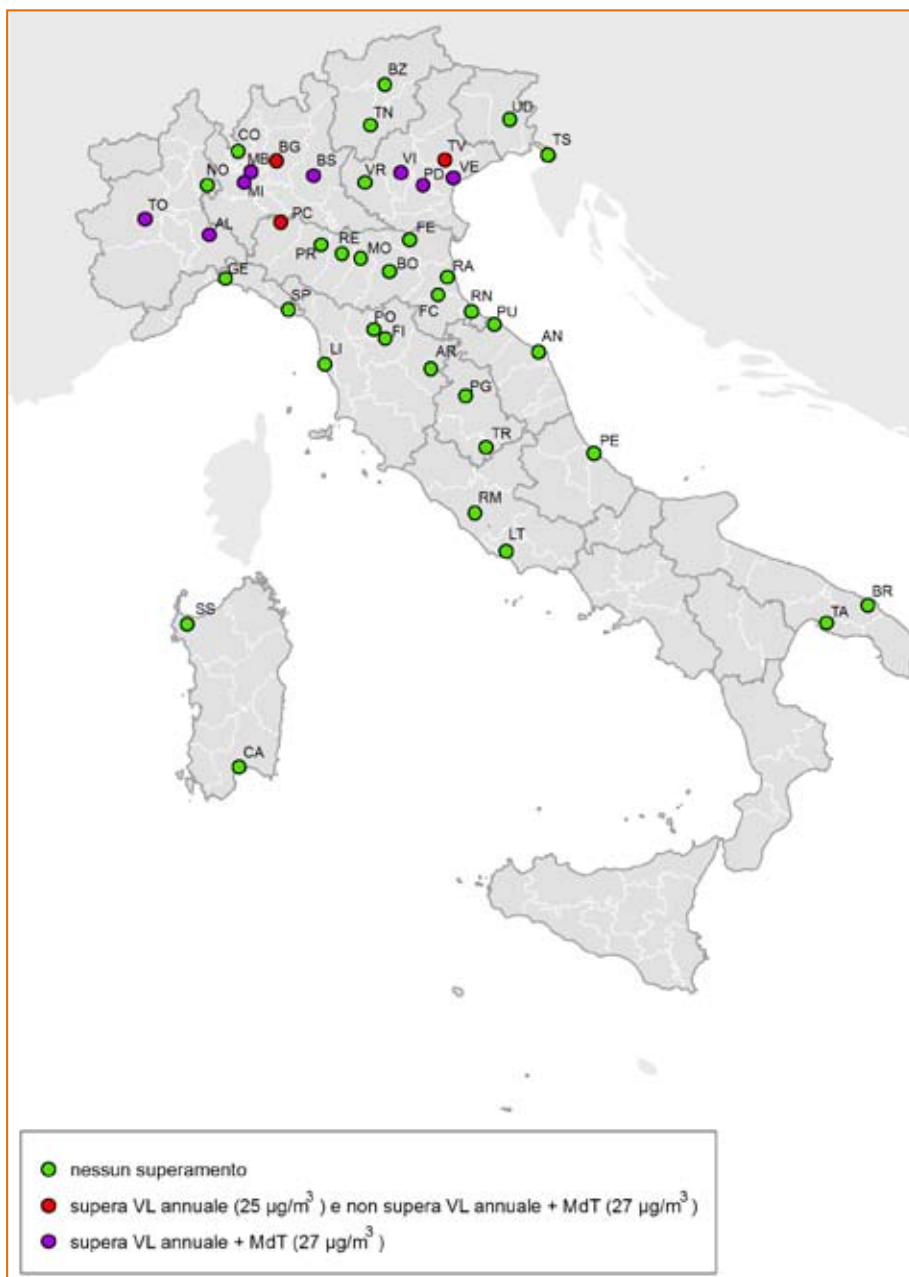 BZ
TN
UD
TS
CO
BG
MB
MI
BS
NO
VR
VI
TV
PD
VE
TO
AL
PC
PR
RE
MO
FE
BO
RA
GE
SP
FC
RN
PU
PO
FI
AN
LI
AR
PG
TR
PE
RM
LT
SS
BR
TA
CA
nessun superamento
supera VL annuale (25 µg/m³) e non supera VL annuale + MdT (27 µg/m³)
supera VL annuale + MdT (27 µg/m³)